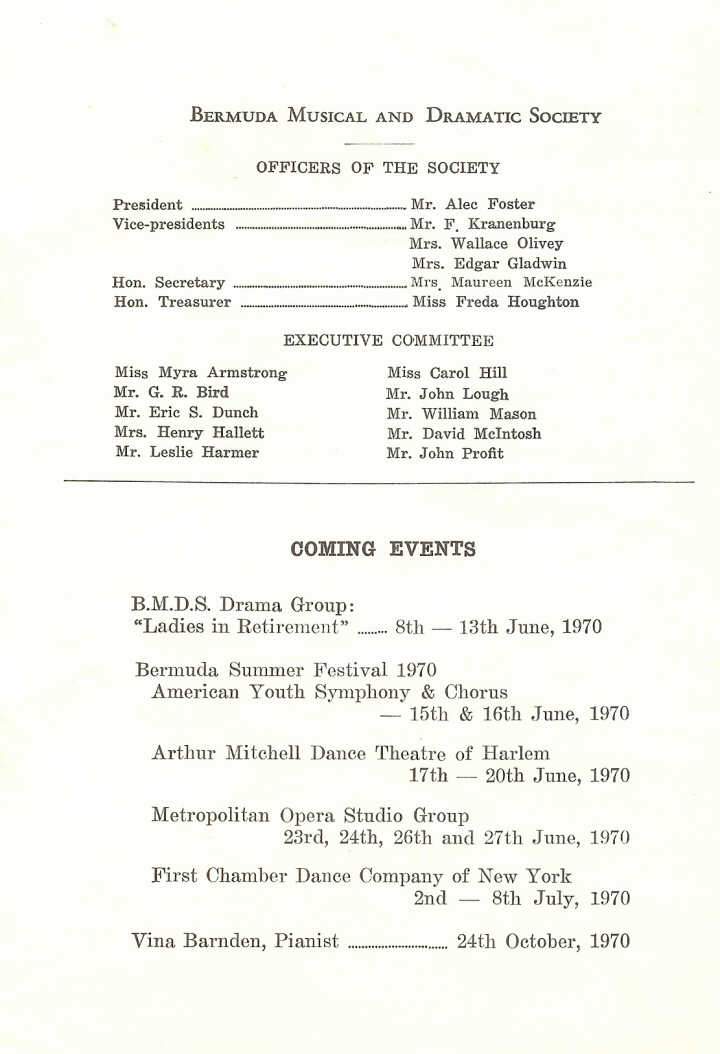 BERMUDA MUSICAL AND DRAMATIC SOCIETY
OFFICERS OF THE SOCIETY
President ........ Mr. Alec Foster
Vice-presidents ........ Mr. F. Kranenburg
Mrs. Wallace Olivey
Mrs. Edgar Gladwin
Hon. Secretary ........ Mrs. Maureen McKenzie
Hon. Treasurer ........ Miss Freda Houghton
EXECUTIVE COMMITTEE
Miss Myra Armstrong Miss Carol Hill
Mr. G. R. Bird Mr. John Lough
Mr. Eric S. Dunch Mr. William Mason
Mrs. Henry Hallett Mr. David McIntosh
Mr. Leslie Harmer Mr. John Profit
COMING EVENTS
B.M.D.S. Drama Group:
"Ladies in Retirement" ........ 8th — 13th June, 1970
Bermuda Summer Festival 1970
American Youth Symphony & Chorus
— 15th & 16th June, 1970
Arthur Mitchell Dance Theatre of Harlem
17th — 20th June, 1970
Metropolitan Opera Studio Group
23rd, 24th, 26th and 27th June, 1970
First Chamber Dance Company of New York
2nd — 8th July, 1970
Vina Barnden, Pianist ........ 24th October, 1970